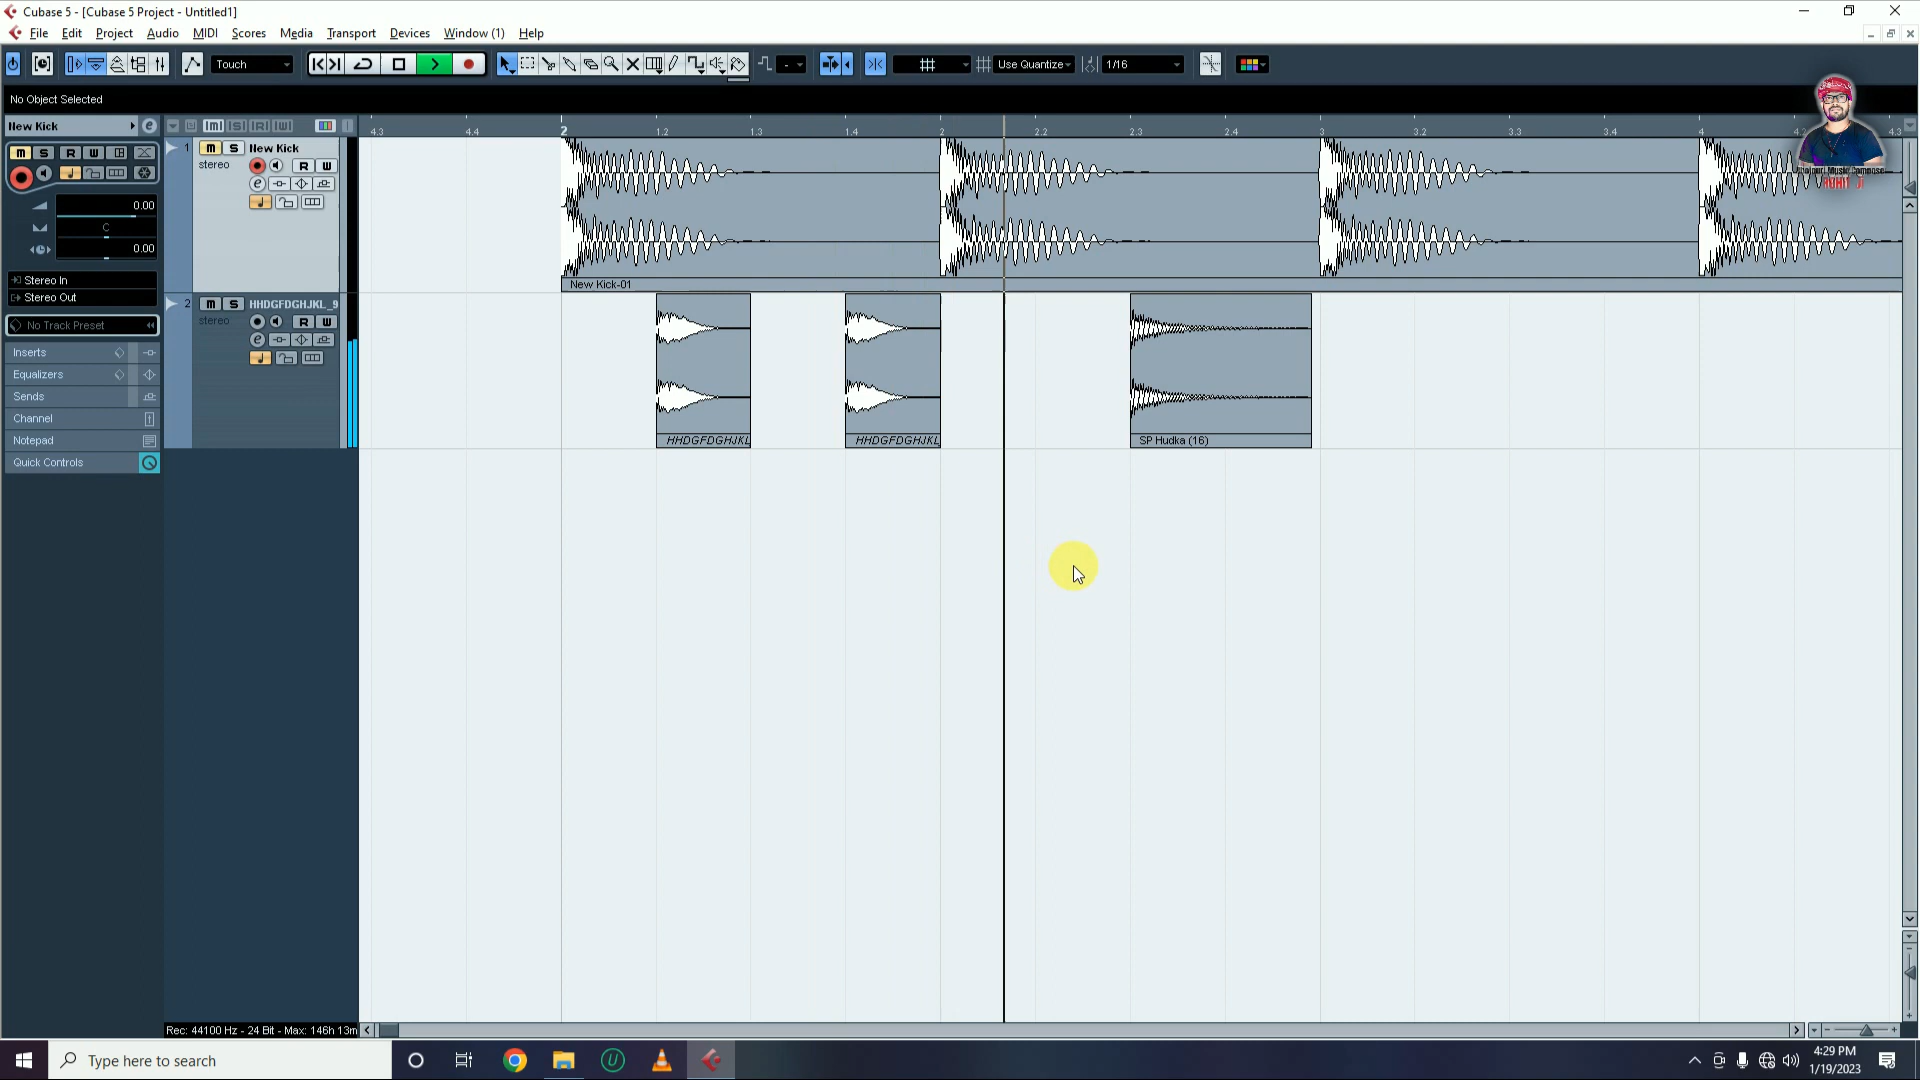 Cubase 5 - [Cubase 5 Project - Untitled1]
File Edit Project Audio MIDI Scores Media Transport Devices Window (1) Help
Touch
Use Quantize
1/16
No Object Selected
New Kick
4.3 4.4 2 1.2 1.3 1.4 2 2.2 2.3 2.4 3 3.2 3.3 3.4 4 4.3
m S R W
0.00
C
0.00
Stereo In
Stereo Out
No Track Preset
Inserts
Equalizers
Sends
Channel
Notepad
Quick Controls
1 m S New Kick
stereo R W
e
2 m S HHDGFDGHJKL_9
stereo R W
e
New Kick-01
HHDGFDGHJKL
HHDGFDGHJKL
SP Hudka (16)
ROHIT JI
Rec: 44100 Hz - 24 Bit - Max: 146h 13m
Type here to search
4:29 PM
1/19/2023